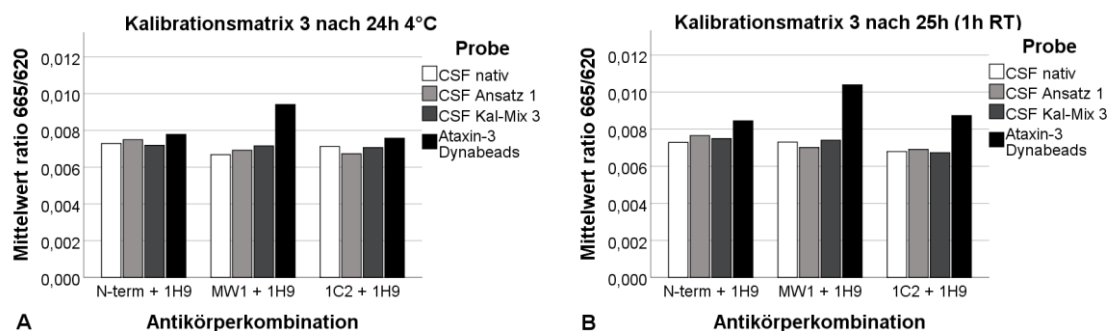 Kalibrationsmatrix 3 nach 24h 4°C
Mittelwert ratio 665/620
0,012
0,010
0,008
0,006
0,004
0,002
0,000
N-term + 1H9
MW1 + 1H9
1C2 + 1H9
Antikörperkombination
A
Probe
CSF nativ
CSF Ansatz 1
CSF Kal-Mix 3
Ataxin-3
Dynabeads
Kalibrationsmatrix 3 nach 25h (1h RT)
Mittelwert ratio 665/620
0,012
0,010
0,008
0,006
0,004
0,002
0,000
N-term + 1H9
MW1 + 1H9
1C2 + 1H9
Antikörperkombination
B
Probe
CSF nativ
CSF Ansatz 1
CSF Kal-Mix 3
Ataxin-3
Dynabeads